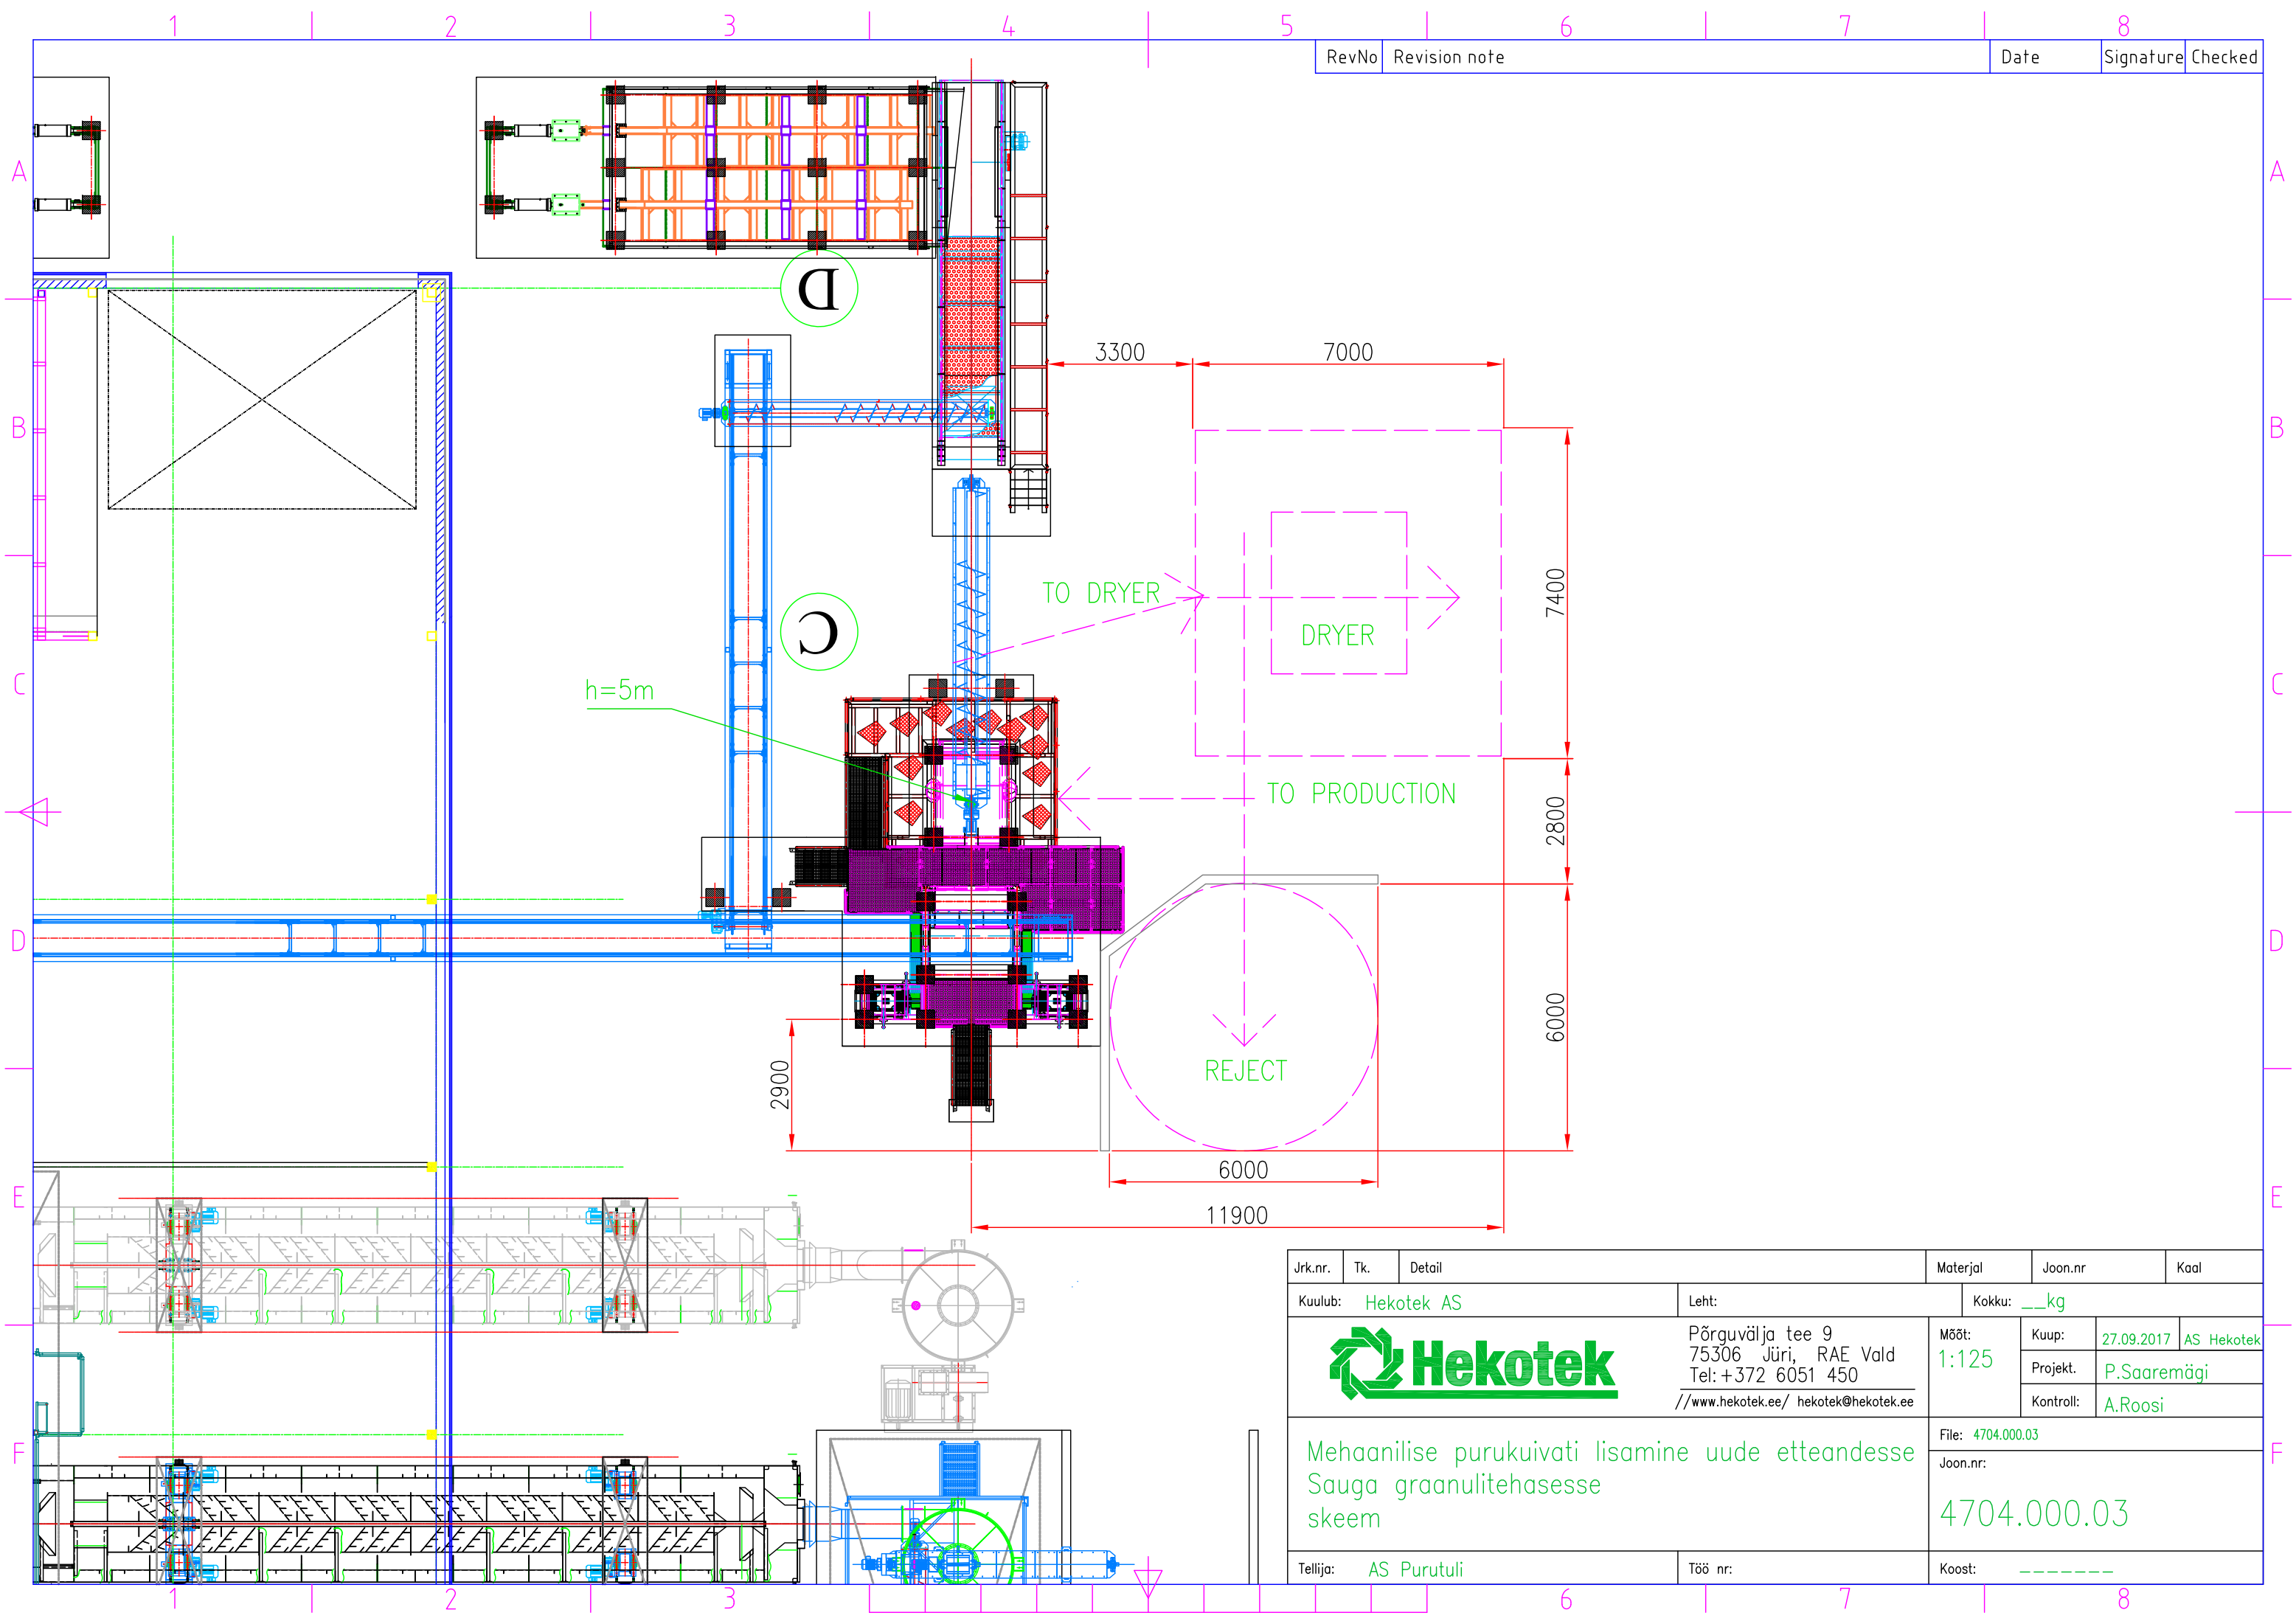 1 2 3 4 5 6 7 8
RevNo Revision note Date Signature Checked
A A
D
3300 7000
B B
TO DRYER
7400
C
DRYER
h=5m
C C
TO PRODUCTION
2800
D D
6000
2900
REJECT
6000
E E
11900
Jrk.nr. Tk. Detail Materjal Joon.nr Kaal
Kuulub: Hekotek AS Leht: Kokku: __kg
Hekotek
Põrguvälja tee 9
75306 Jüri, RAE Vald
Tel:+372 6051 450
//www.hekotek.ee/ hekotek@hekotek.ee
Mõõt:
1:125
Kuup: 27.09.2017 AS Hekotek
Projekt. P.Saaremägi
Kontroll: A.Roosi
F F
Mehaanilise purukuivati lisamine uude etteandesse
Sauga graanulitehasesse
skeem
File: 4704.000.03
Joon.nr:
4704.000.03
Tellija: AS Purutuli Töö nr: Koost: _______
1 2 3 6 7 8